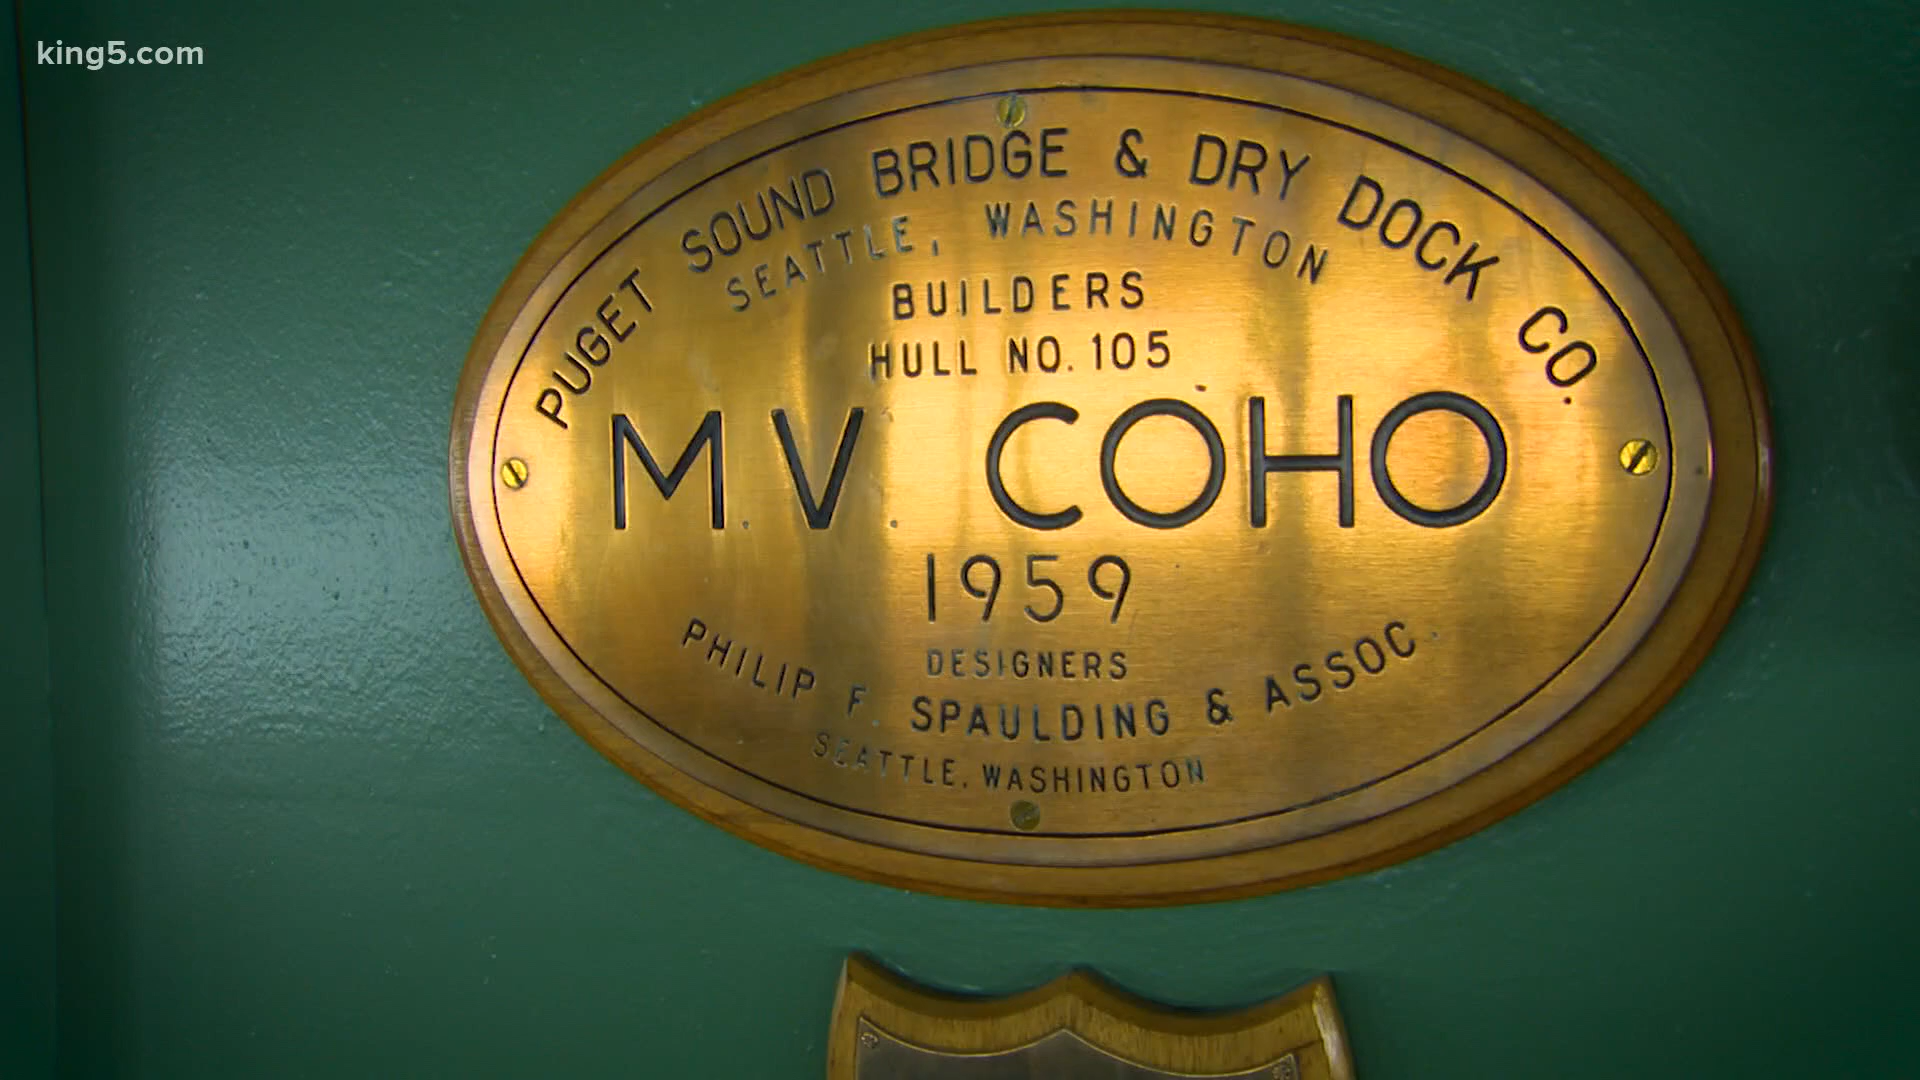 king5.com
PUGET SOUND BRIDGE & DRY DOCK CO.
SEATTLE, WASHINGTON
BUILDERS
HULL NO. 105
M.V. COHO
1959
DESIGNERS
PHILIP F. SPAULDING & ASSOC.
SEATTLE, WASHINGTON